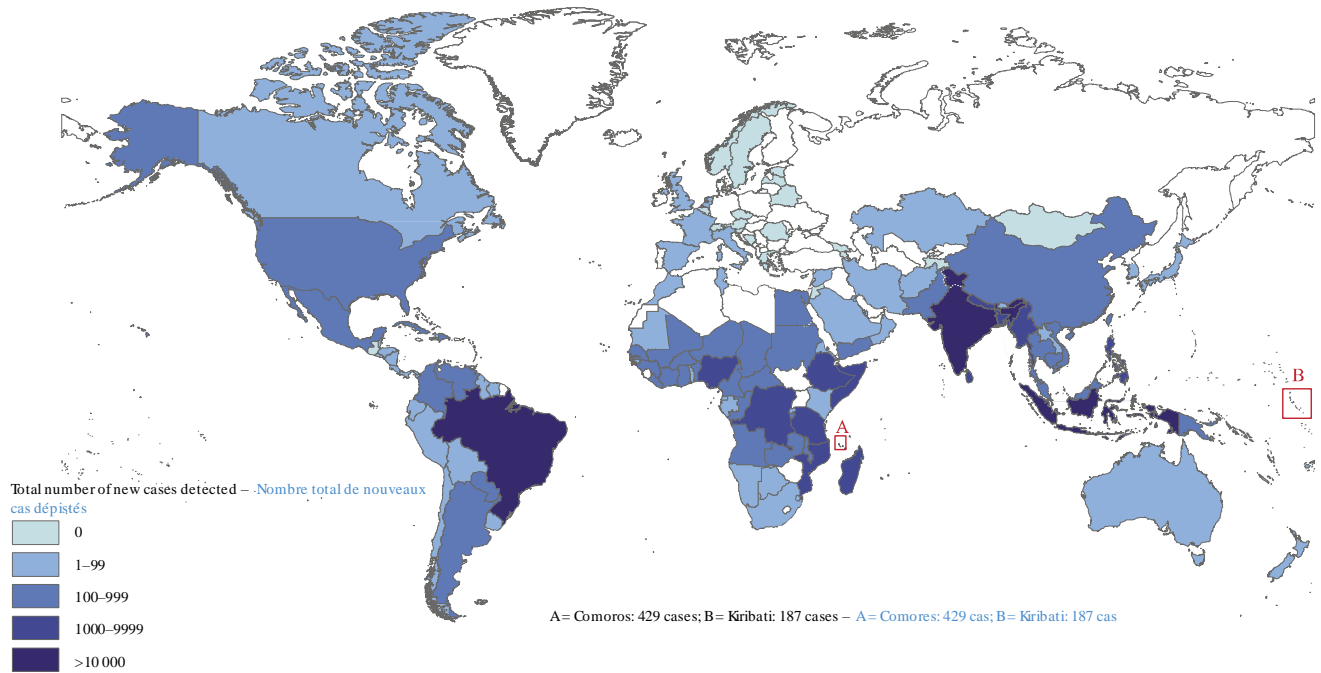 B
A
Total number of new cases detected – Nombre total de nouveaux
cas dépistés
0
1–99
100–999
1000–9999
>10 000
A= Comoros: 429 cases; B= Kiribati: 187 cases – A= Comores: 429 cas; B= Kiribati: 187 cas